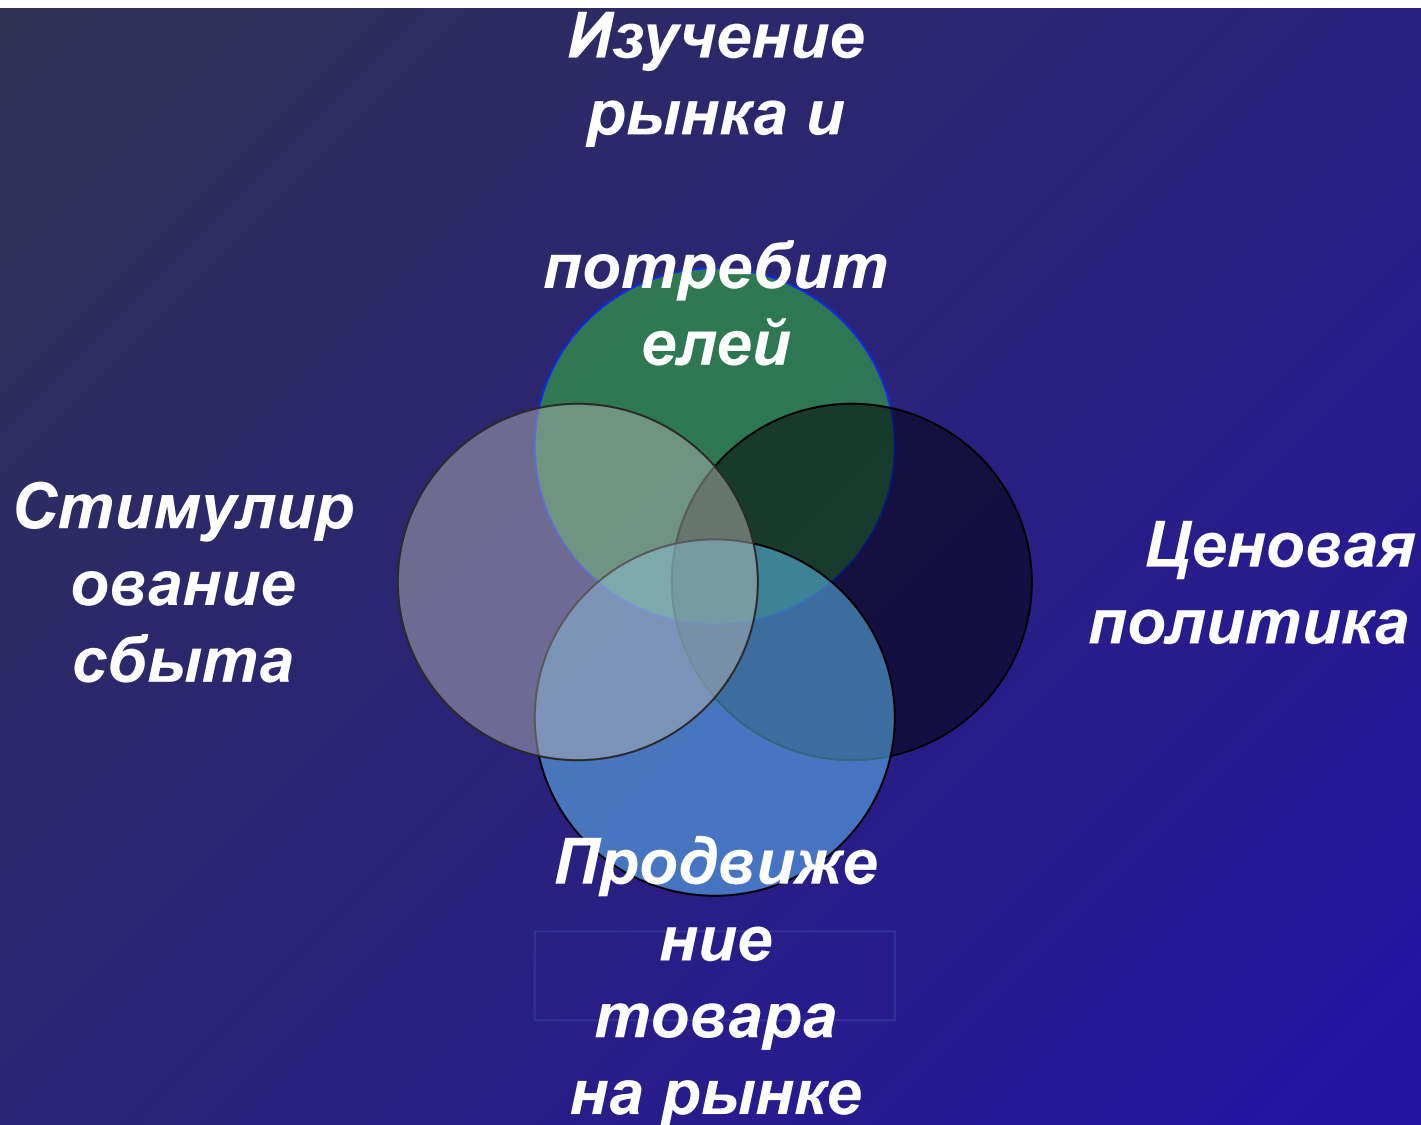 Изучение
рынка и
потребит
елей
Стимулир
ование
сбыта
Ценовая
политика
Продвиже
ние
товара
на рынке